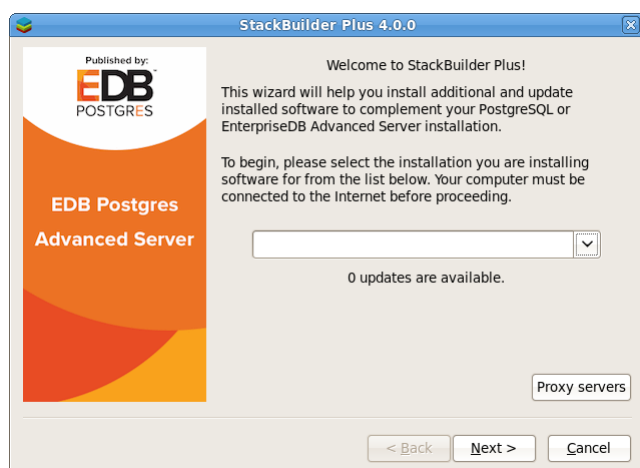 StackBuilder Plus 4.0.0
Published by:
EDB
POSTGRES
EDB Postgres
Advanced Server
Welcome to StackBuilder Plus!
This wizard will help you install additional and update
installed software to complement your PostgreSQL or
EnterpriseDB Advanced Server installation.
To begin, please select the installation you are installing
software for from the list below. Your computer must be
connected to the Internet before proceeding.
0 updates are available.
Proxy servers
< Back
Next >
Cancel